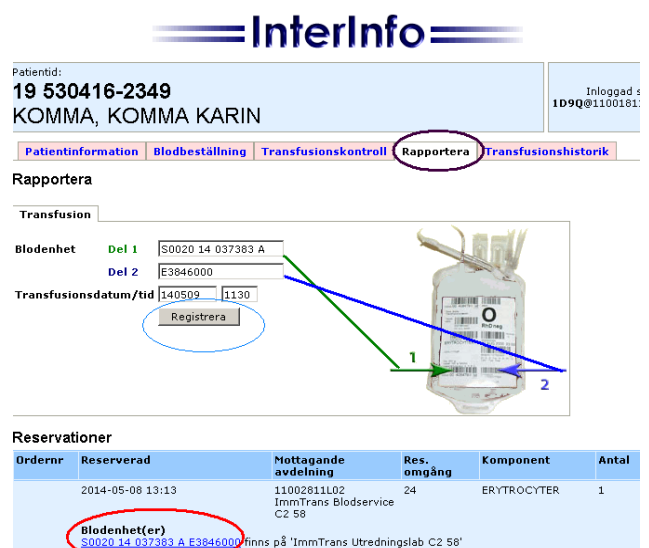 InterInfo
Patientid:
19 530416-2349
KOMMA, KOMMA KARIN
Inloggad s
1D9Q@1100181
Patientinformation Blodbeställning Transfusionskontroll Rapportera Transfusionshistorik
Rapportera
Transfusion
Blodenhet Del 1 S0020 14 037383 A
Del 2 E3846000
Transfusionsdatum/tid 140509 1130
Registrera
O
RhD neg
1
2
Reservationer
Ordernr Reserverad Mottagande avdelning Res. omgång Komponent Antal
2014-05-08 13:13 11002811L02 24 ERYTROCYTER 1
ImmTrans Blodservice
C2 58
Blodenhet(er)
S0020 14 037383 A E3846000 finns på 'ImmTrans Utredningslab C2 58'